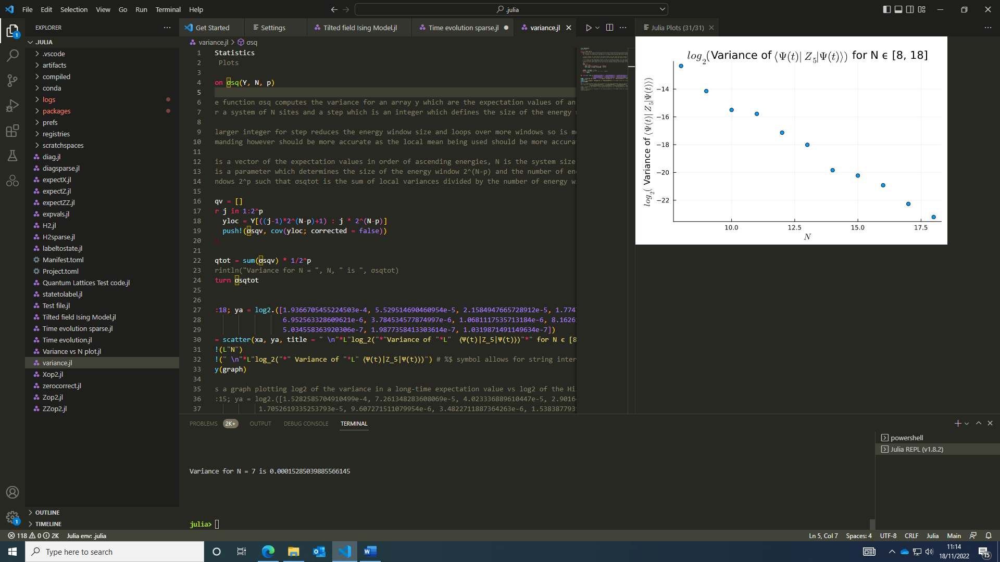 File Edit Selection View Go Run Terminal Help
.julia
EXPLORER
.JULIA
.vscode
artifacts
compiled
conda
logs
packages
prefs
registries
scratchspaces
diag.jl
diagsparse.jl
expectX.jl
expectZ.jl
expectZZ.jl
expvals.jl
H2.jl
H2sparse.jl
labeltostate.jl
Manifest.toml
Project.toml
Quantum Lattices Test code.jl
statetolabel.jl
Test file.jl
Tilted field Ising Model.jl
Time evolution sparse.jl
Time evolution.jl
Variance vs N plot.jl
variance.jl
Xop2.jl
zerocorrect.jl
Zop2.jl
ZZop2.jl
OUTLINE
TIMELINE
Get Started Settings Tilted field Ising Model.jl Time evolution sparse.jl variance.jl
variance.jl > σsq
1 Statistics
2 Plots
3
4 on σsq(Y, N, p)
5
6 e function σsq computes the variance for an array y which are the expectation values of an
7 r a system of N sites and a step which is an integer which defines the size of the energy
8
9 larger integer for step reduces the energy window size and loops over more windows so is m
10 manding however should be more accurate as the local mean being used should be more accura
11
12 is a vector of the expectation values in order of ascending energies, N is the system size
13 is a parameter which determines the size of the energy window 2^(N-p) and the number of en
14 ndows 2^p such that σsqtot is the sum of local variances divided by the number of energy w
15
16 qv = []
17 r j in 1:2^p
18 yloc = Y[((j-1)*2^(N-p)+1) : j * 2^(N-p)]
19 push!(σsqv, cov(yloc; corrected = false))
20
21
22 qtot = sum(σsqv) * 1/2^p
23 rintln("Variance for N = ", N, " is ", σsqtot)
24 turn σsqtot
25
26
27 :18; ya = log2.([1.9366705455224503e-4, 5.529514690460954e-5, 2.1584947665728912e-5, 1.774
28 6.952563328609621e-6, 3.784534577874997e-6, 1.0681117535713184e-6, 8.1626
29 5.034558363920306e-7, 1.9877358413303614e-7, 1.0319871491149634e-7])
30 = scatter(xa, ya, title = " \n"*L"log_2("*"Variance of "*L" ⟨Ψ(t)|Z_5|Ψ(t)⟩)"*" for N ϵ [8
31 !(L"N")
32 !(" \n"*L"log_2("*" Variance of "*L" ⟨Ψ(t)|Z_5|Ψ(t)⟩)") # %$ symbol allows for string inter
33 y(graph)
34
35 s a graph plotting log2 of the variance in a long-time expectation value vs log2 of the Hi
36 :15; ya = log2.([1.5282585704910499e-4, 7.261348283608069e-5, 4.023336889610447e-5, 2.9016
37 1.7052619335253793e-5, 9.607271511079954e-6, 3.4822711887364263e-6, 1.538387793
Julia Plots (31/31)
log₂(Variance of ⟨Ψ(t)| Z₅|Ψ(t)⟩) for N ϵ [8, 18]
log₂( Variance of ⟨Ψ(t)| Z₅|Ψ(t)⟩)
−14
−16
−18
−20
−22
10.0 12.5 15.0 17.5
N
PROBLEMS 2K+ OUTPUT DEBUG CONSOLE TERMINAL
Variance for N = 7 is 0.00015285039885566145
julia>
powershell
Julia REPL (v1.8.2)
118 0 2K Julia env: .julia
Ln 5, Col 7 Spaces: 4 UTF-8 CRLF Julia Main
Type here to search
11:14
18/11/2022
15